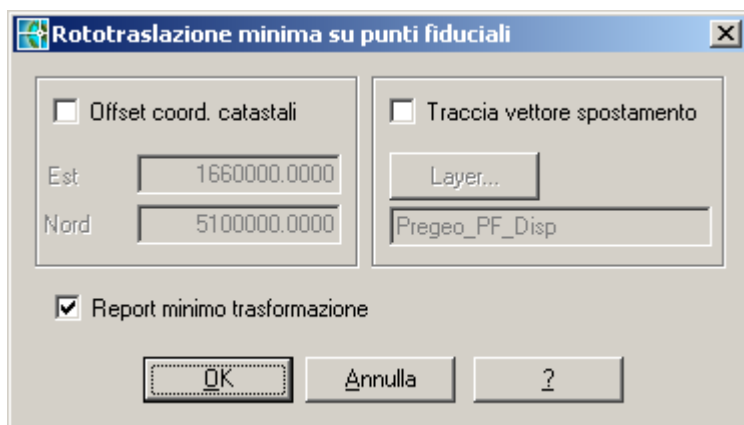 Rototraslazione minima su punti fiduciali
Offset coord. catastali
Est 1660000.0000
Nord 5100000.0000
Traccia vettore spostamento
Layer...
Pregeo_PF_Disp
Report minimo trasformazione
OK Annulla ?